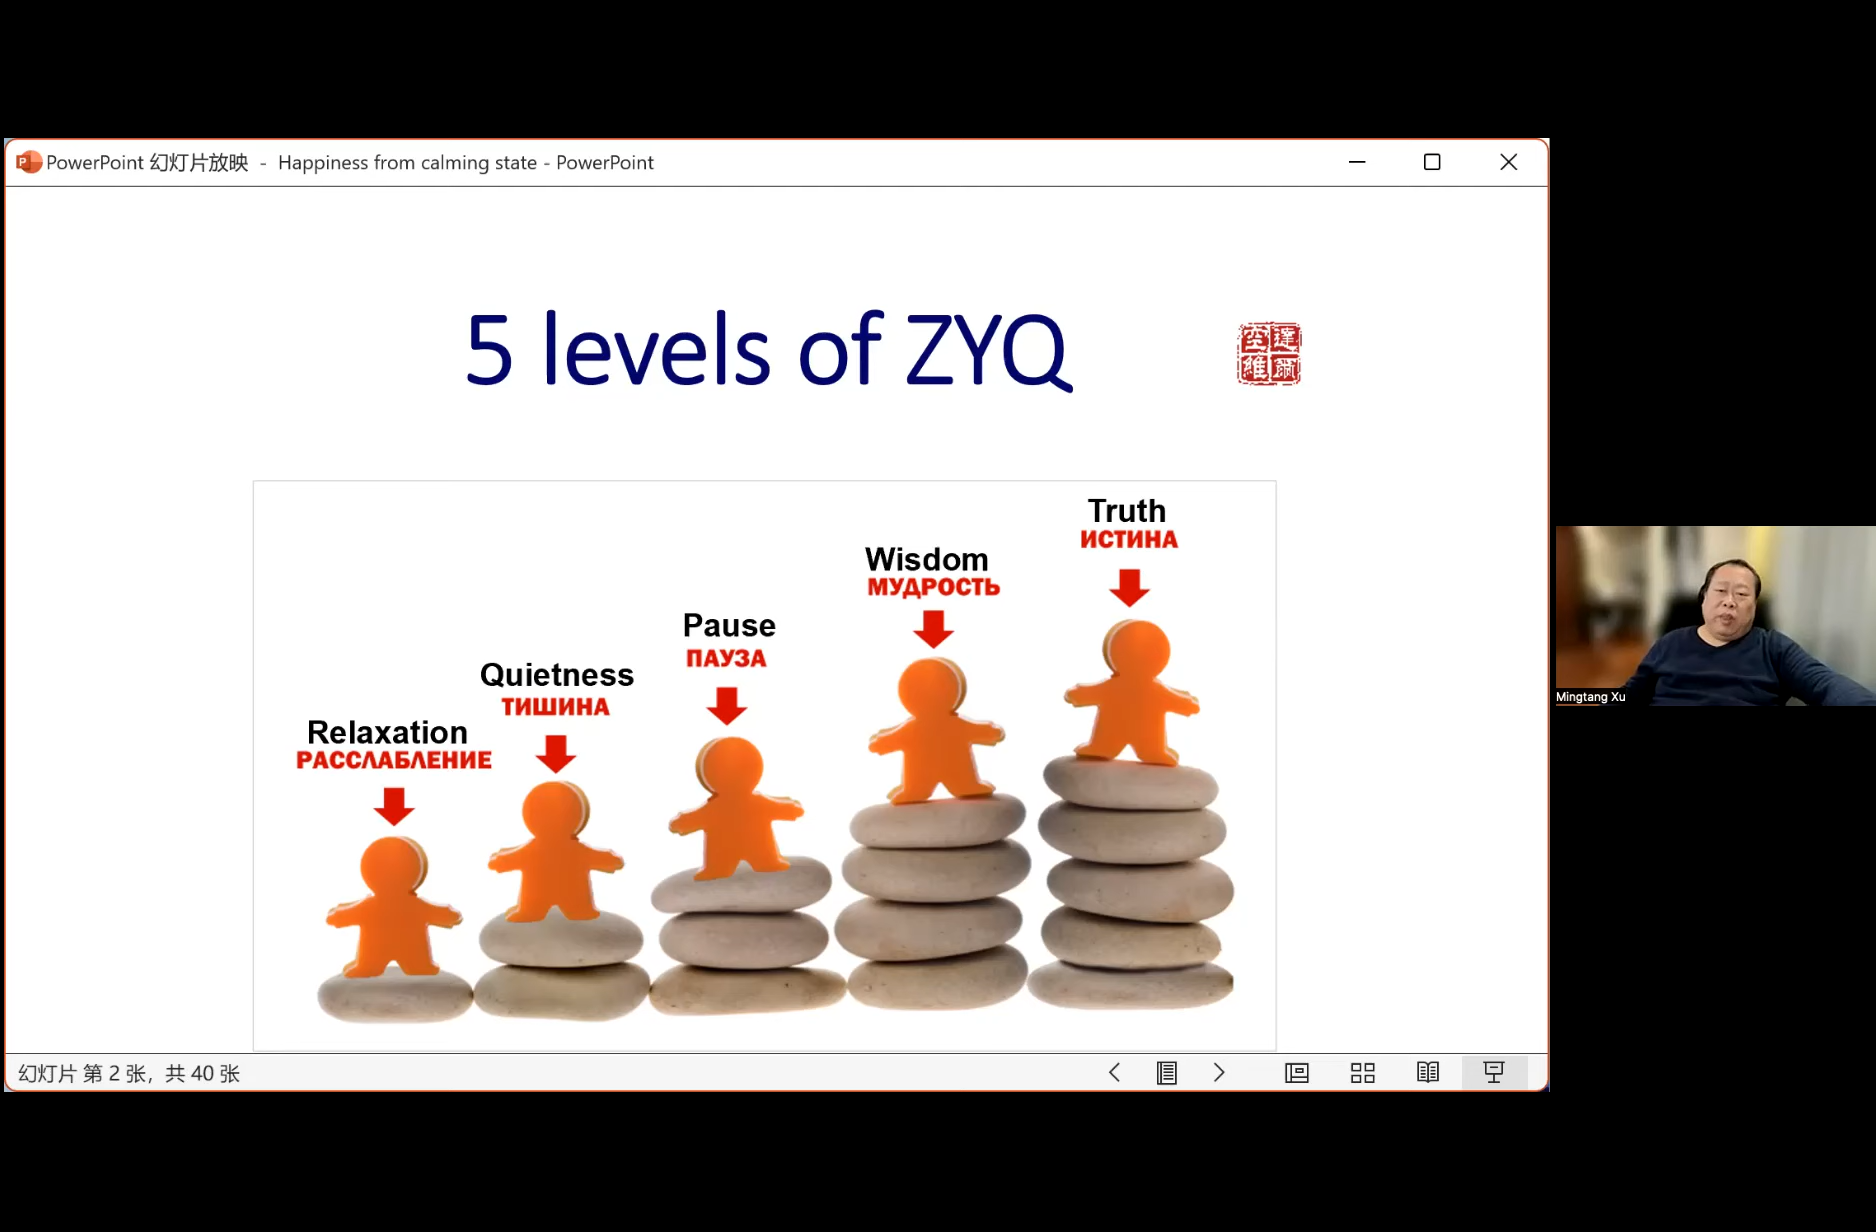 PowerPoint 幻灯片放映 - Happiness from calming state - PowerPoint
5 levels of ZYQ
Truth
ИСТИНА
Wisdom
МУДРОСТЬ
Pause
ПАУЗА
Quietness
ТИШИНА
Relaxation
РАССЛАБЛЕНИЕ
Mingtang Xu
幻灯片 第 2 张，共 40 张